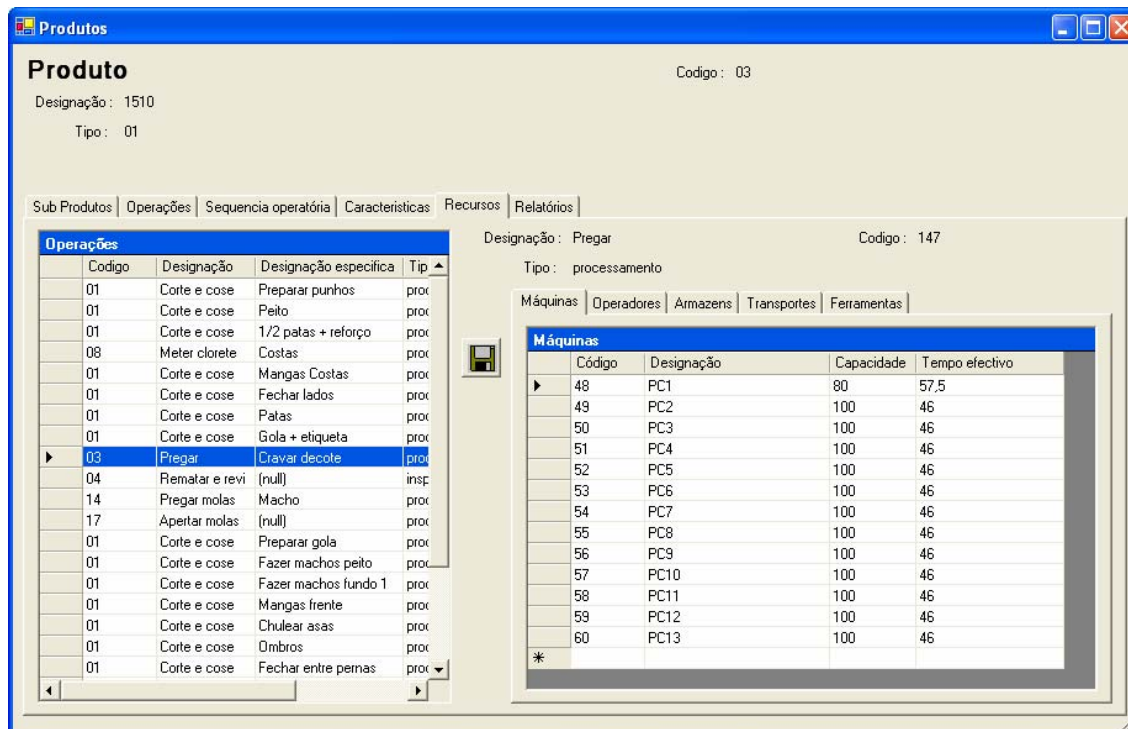 Produtos
Produto
Codigo : 03
Designação : 1510
Tipo : 01
Sub Produtos Operações Sequencia operatória Caracteristicas Recursos Relatórios
Operações
Codigo Designação Designação especifica Tip
01 Corte e cose Preparar punhos proc
01 Corte e cose Peito proc
01 Corte e cose 1/2 patas + reforço proc
08 Meter clorete Costas proc
01 Corte e cose Mangas Costas proc
01 Corte e cose Fechar lados proc
01 Corte e cose Patas proc
01 Corte e cose Gola + etiqueta proc
03 Pregar Cravar decote proc
04 Rematar e revi (null) insp
14 Pregar molas Macho proc
17 Apertar molas (null) proc
01 Corte e cose Preparar gola proc
01 Corte e cose Fazer machos peito proc
01 Corte e cose Fazer machos fundo 1 proc
01 Corte e cose Mangas frente proc
01 Corte e cose Chulear asas proc
01 Corte e cose Ombros proc
01 Corte e cose Fechar entre pernas proc
Designação : Pregar
Codigo : 147
Tipo : processamento
Máquinas Operadores Armazens Transportes Ferramentas
Máquinas
Código Designação Capacidade Tempo efectivo
48 PC1 80 57,5
49 PC2 100 46
50 PC3 100 46
51 PC4 100 46
52 PC5 100 46
53 PC6 100 46
54 PC7 100 46
55 PC8 100 46
56 PC9 100 46
57 PC10 100 46
58 PC11 100 46
59 PC12 100 46
60 PC13 100 46
*